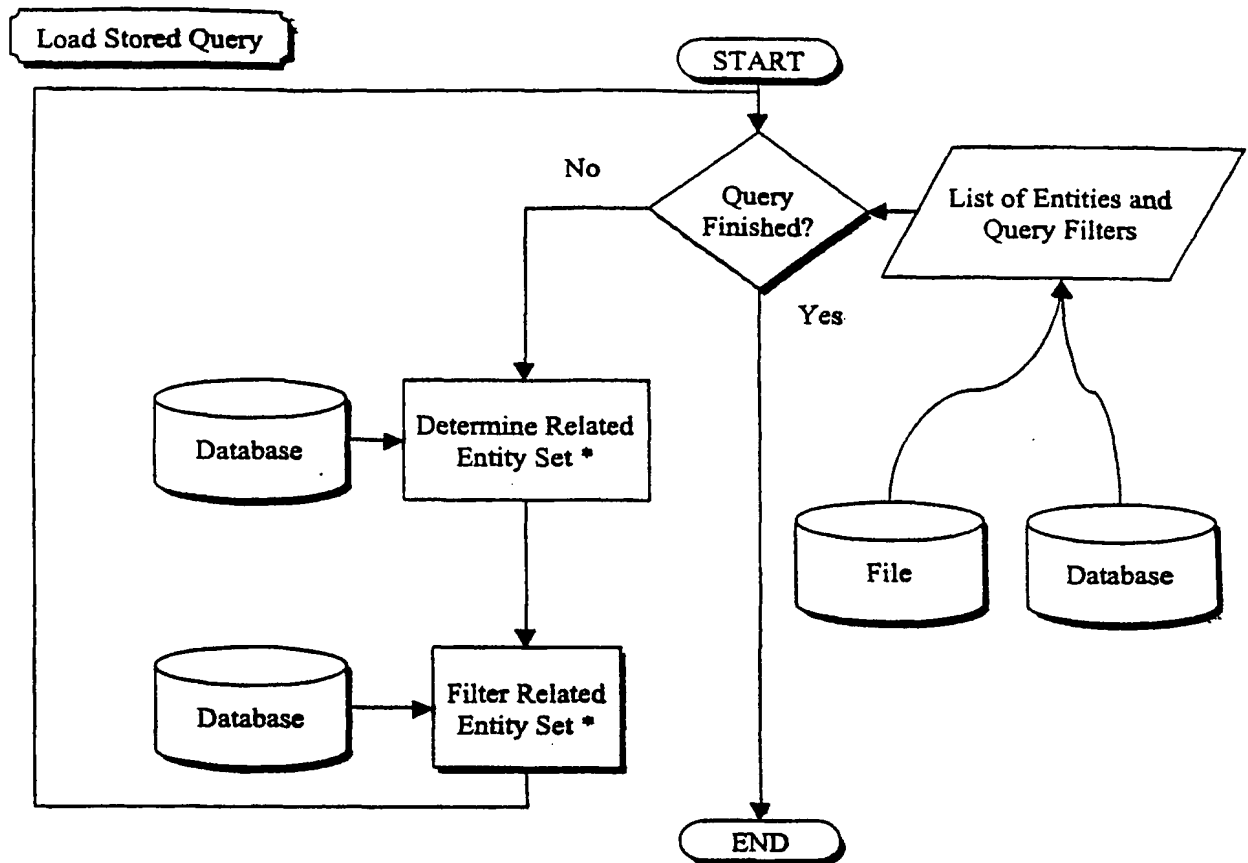 Load Stored Query
START
No
Query
Finished?
List of Entities and
Query Filters
Yes
Database
Determine Related
Entity Set *
File
Database
Database
Filter Related
Entity Set *
END